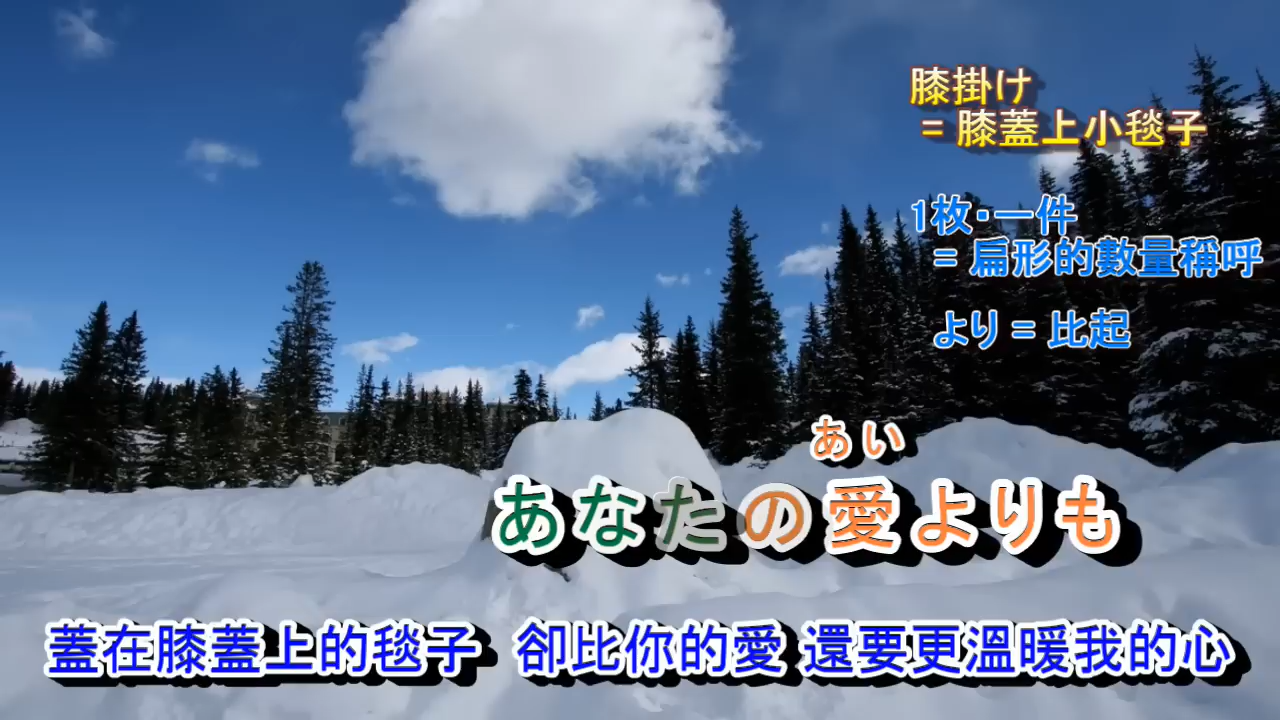 膝掛け
= 膝蓋上小毯子
1枚・一件
= 扁形的數量稱呼
より = 比起
あい
あなたの愛よりも
蓋在膝蓋上的毯子 卻比你的愛 還要更溫暖我的心